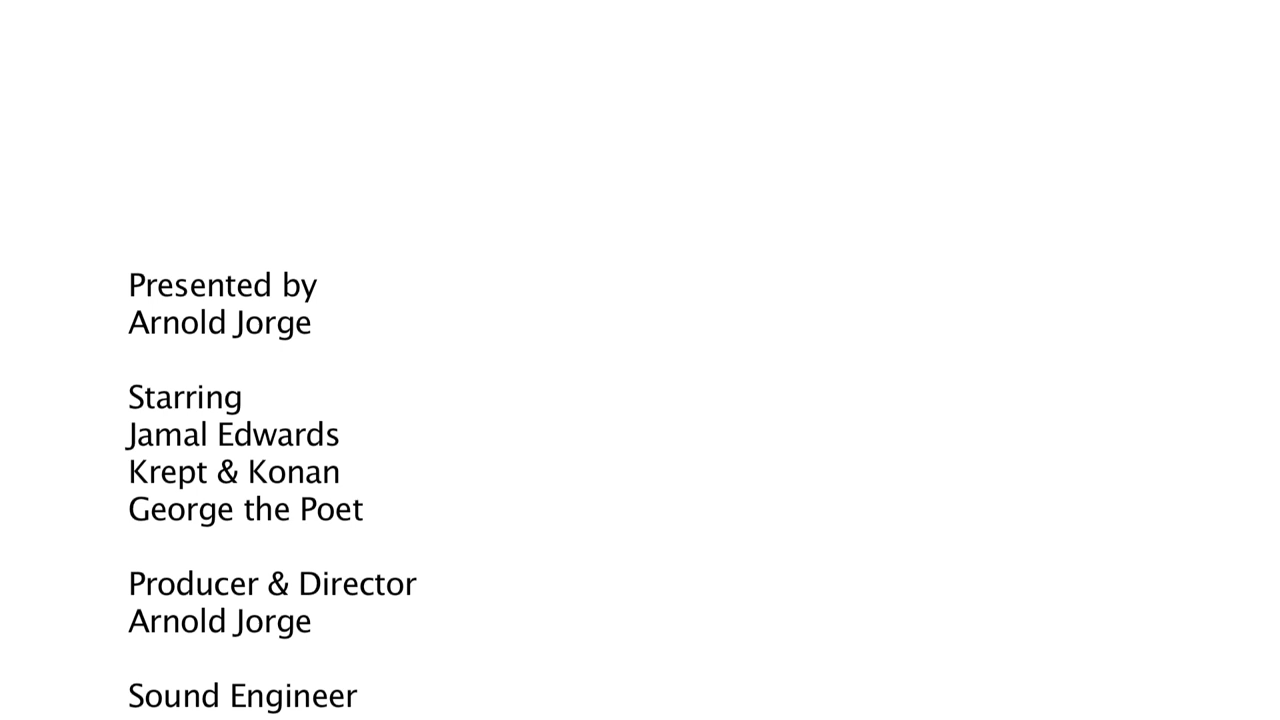 Presented by
Arnold Jorge
Starring
Jamal Edwards
Krept & Konan
George the Poet
Producer & Director
Arnold Jorge
Sound Engineer